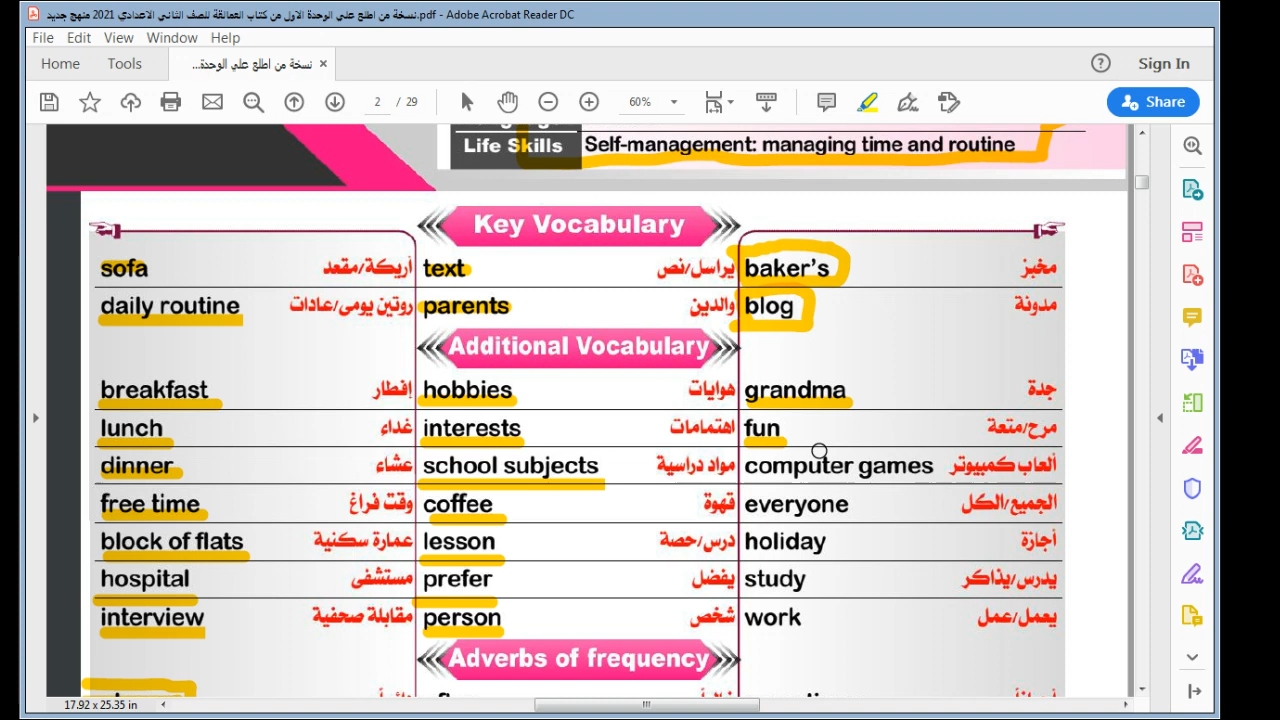 نسخة من اطلع علي الوحدة الاول من كتاب العمالقة للصف الثاني الاعدادي 2021 منهج جديد.pdf - Adobe Acrobat Reader DC
File Edit View Window Help
Home Tools نسخة من اطلع علي الوحدة... × Sign In
2 / 29 60% Share
Life Skills Self-management: managing time and routine
Key Vocabulary
sofa أريكة/مقعد text يراسل/نص baker's مخبز
daily routine روتين يومى/عادات parents والدين blog مدونة
Additional Vocabulary
breakfast إفطار hobbies هوايات grandma جدة
lunch غداء interests اهتمامات fun مرح/متعة
dinner عشاء school subjects مواد دراسية computer games ألعاب كمبيوتر
free time وقت فراغ coffee قهوة everyone الجميع/الكل
block of flats عمارة سكنية lesson درس/حصة holiday أجازة
hospital مستشفى prefer يفضل study يدرس/يذاكر
interview مقابلة صحفية person شخص work يعمل/عمل
Adverbs of frequency
17.92 x 25.35 in